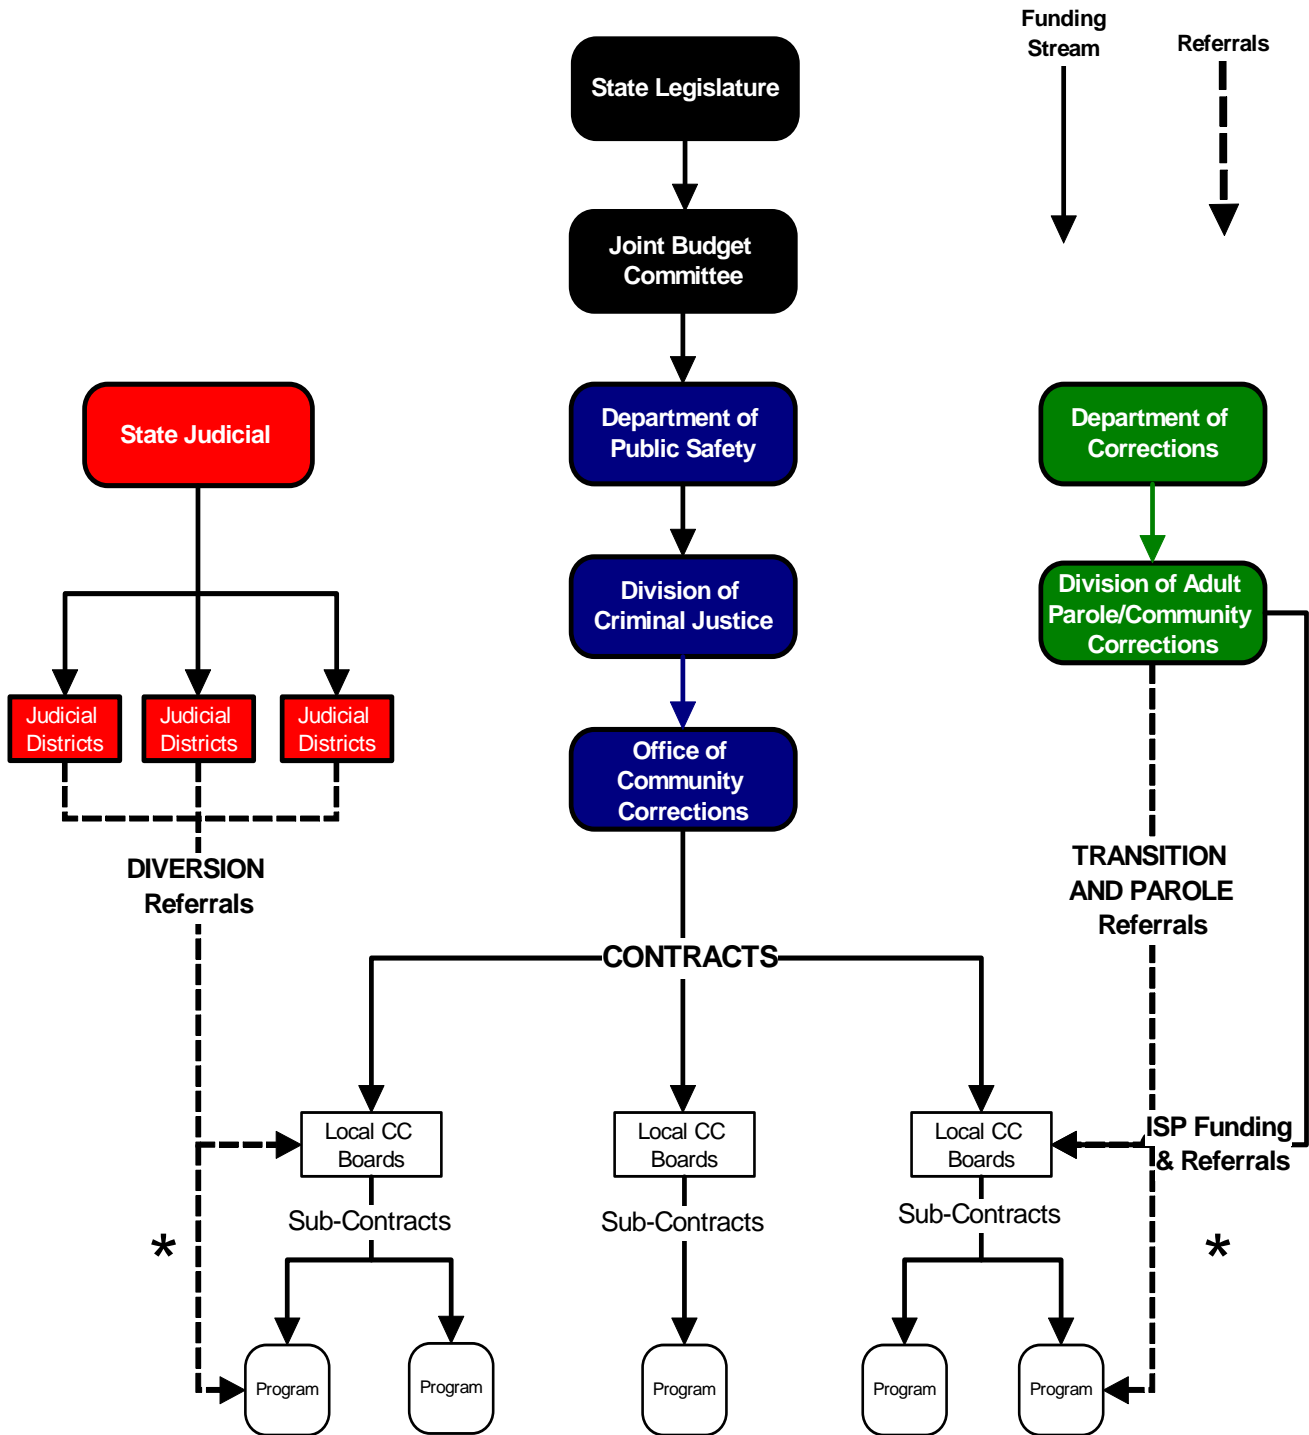 Funding
Stream
Referrals
State Legislature
Joint Budget
Committee
State Judicial
Department of
Public Safety
Department of
Corrections
Division of
Criminal Justice
Division of Adult
Parole/Community
Corrections
Judicial
Districts
Judicial
Districts
Judicial
Districts
Office of
Community
Corrections
DIVERSION
Referrals
TRANSITION
AND PAROLE
Referrals
CONTRACTS
Local CC
Boards
Local CC
Boards
Local CC
Boards
ISP Funding
& Referrals
Sub-Contracts
Sub-Contracts
Sub-Contracts
*
*
Program
Program
Program
Program
Program